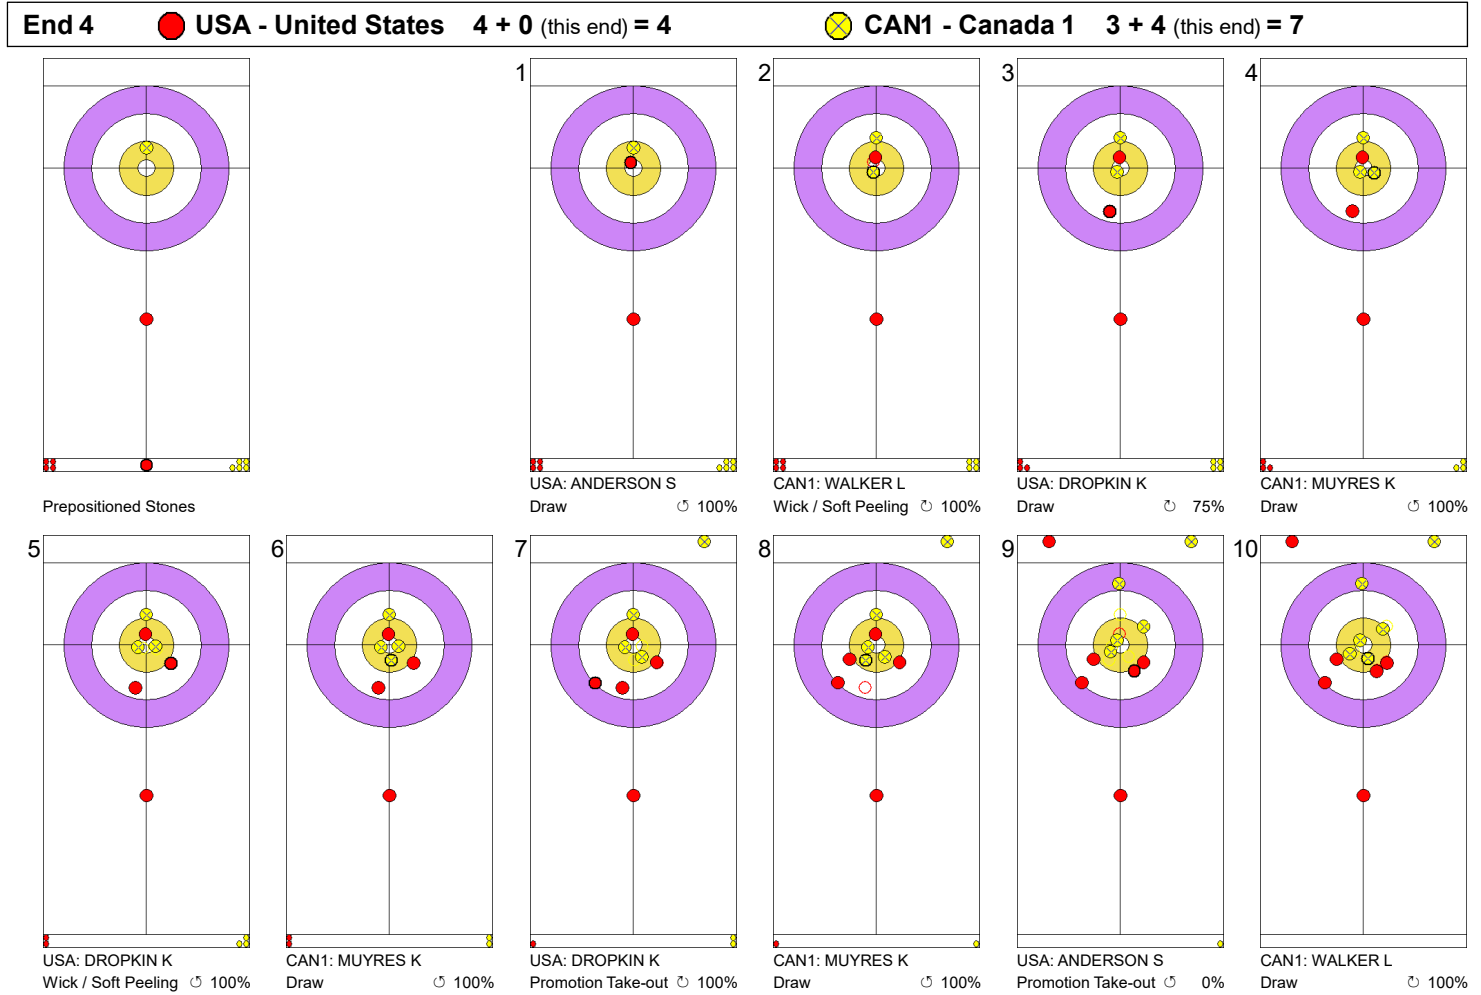 End 4 USA - United States 4 + 0 (this end) = 4 CAN1 - Canada 1 3 + 4 (this end) = 7
1 2 3 4
Prepositioned Stones
USA: ANDERSON S
Draw ↺ 100%
CAN1: WALKER L
Wick / Soft Peeling ↻ 100%
USA: DROPKIN K
Draw ↻ 75%
CAN1: MUYRES K
Draw ↺ 100%
5 6 7 8 9 10
USA: DROPKIN K
Wick / Soft Peeling ↺ 100%
CAN1: MUYRES K
Draw ↺ 100%
USA: DROPKIN K
Promotion Take-out ↻ 100%
CAN1: MUYRES K
Draw ↺ 100%
USA: ANDERSON S
Promotion Take-out ↺ 0%
CAN1: WALKER L
Draw ↻ 100%